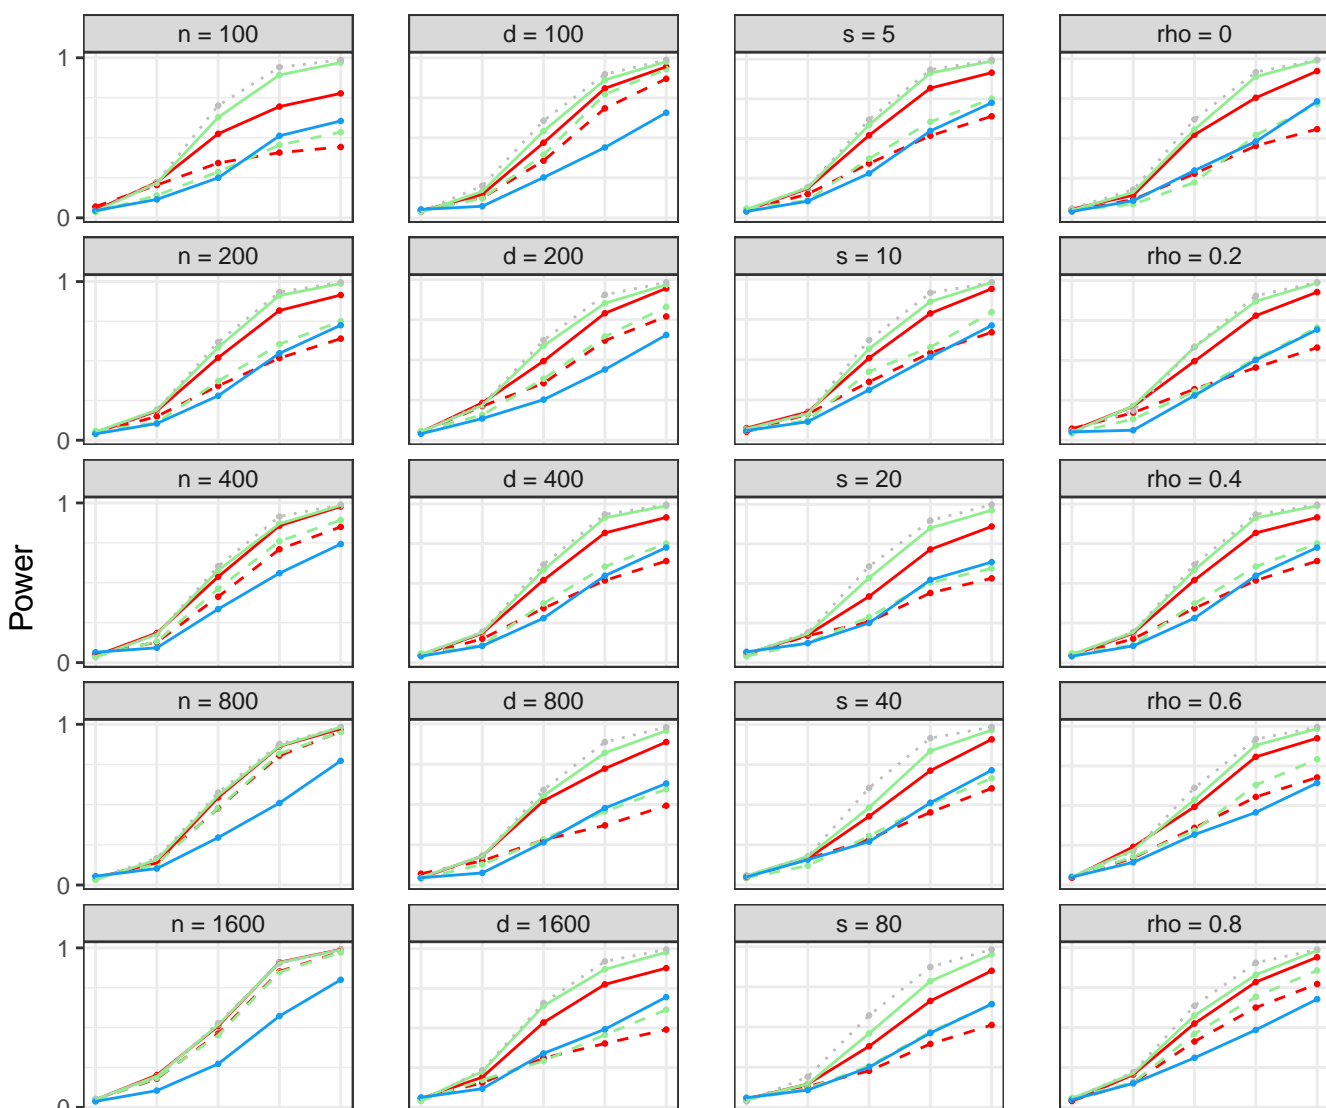 n = 100
d = 100
s = 5
rho = 0
1
0
n = 200
d = 200
s = 10
rho = 0.2
1
0
n = 400
d = 400
s = 20
rho = 0.4
1
0
Power
n = 800
d = 800
s = 40
rho = 0.6
1
0
n = 1600
d = 1600
s = 80
rho = 0.8
1
0